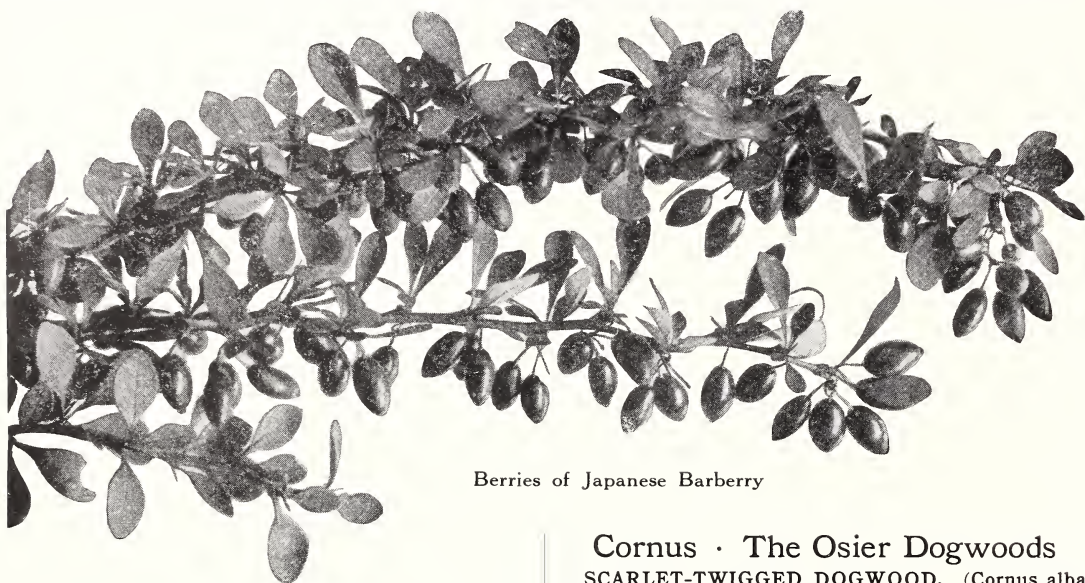 Berries of Japanese Barberry
Cornus · The Osier Dogwoods
SCARLET-TWIGGED DOGWOOD. (Cornus alba